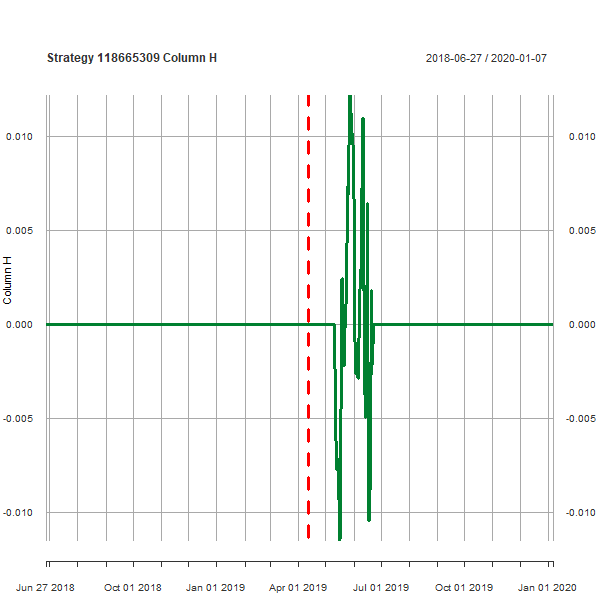 Strategy 118665309 Column H
2018-06-27 / 2020-01-07
0.010
0.010
0.005
0.005
Column H
0.000
0.000
-0.005
-0.005
-0.010
-0.010
Jun 27 2018
Oct 01 2018
Jan 01 2019
Apr 01 2019
Jul 01 2019
Oct 01 2019
Jan 01 2020